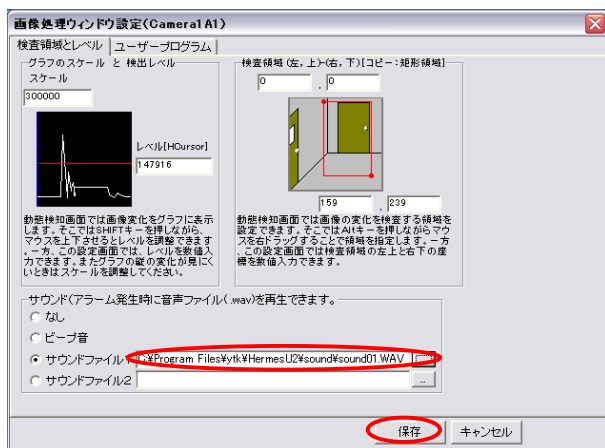 画像処理ウィンドウ設定(Camera1 A1)
検査領域とレベル
ユーザープログラム
グラフのスケール と 検出レベル
スケール
300000
レベル[HCursor]
147916
動態検知画面では画像変化をグラフに表示
します。そこではSHIFTキーを押しながら、
マウスを上下させるとレベルを調整できます
。一方、この設定画面では、レベルを数値入
力できます。またグラフの縦の変化が見にく
いときはスケールを調整してください。
検査領域 (左, 上)-(右, 下)[コピー:矩形領域]
0 , 0
159 , 239
動態検知画面では画像の変化を検査する領域を
設定できます。そこではAltキーを押しながらマウ
スを右ドラッグすることで領域を指定します。一方
、この設定画面では検査領域の左上と右下の座
標を数値入力できます。
サウンド(アラーム発生時に音声ファイル(.wav)を再生できます。
なし
ビープ音
サウンドファイル1 C:¥Program Files¥ytk¥HermesU2¥sound¥sound01.WAV ...
サウンドファイル2 ...
保存 キャンセル